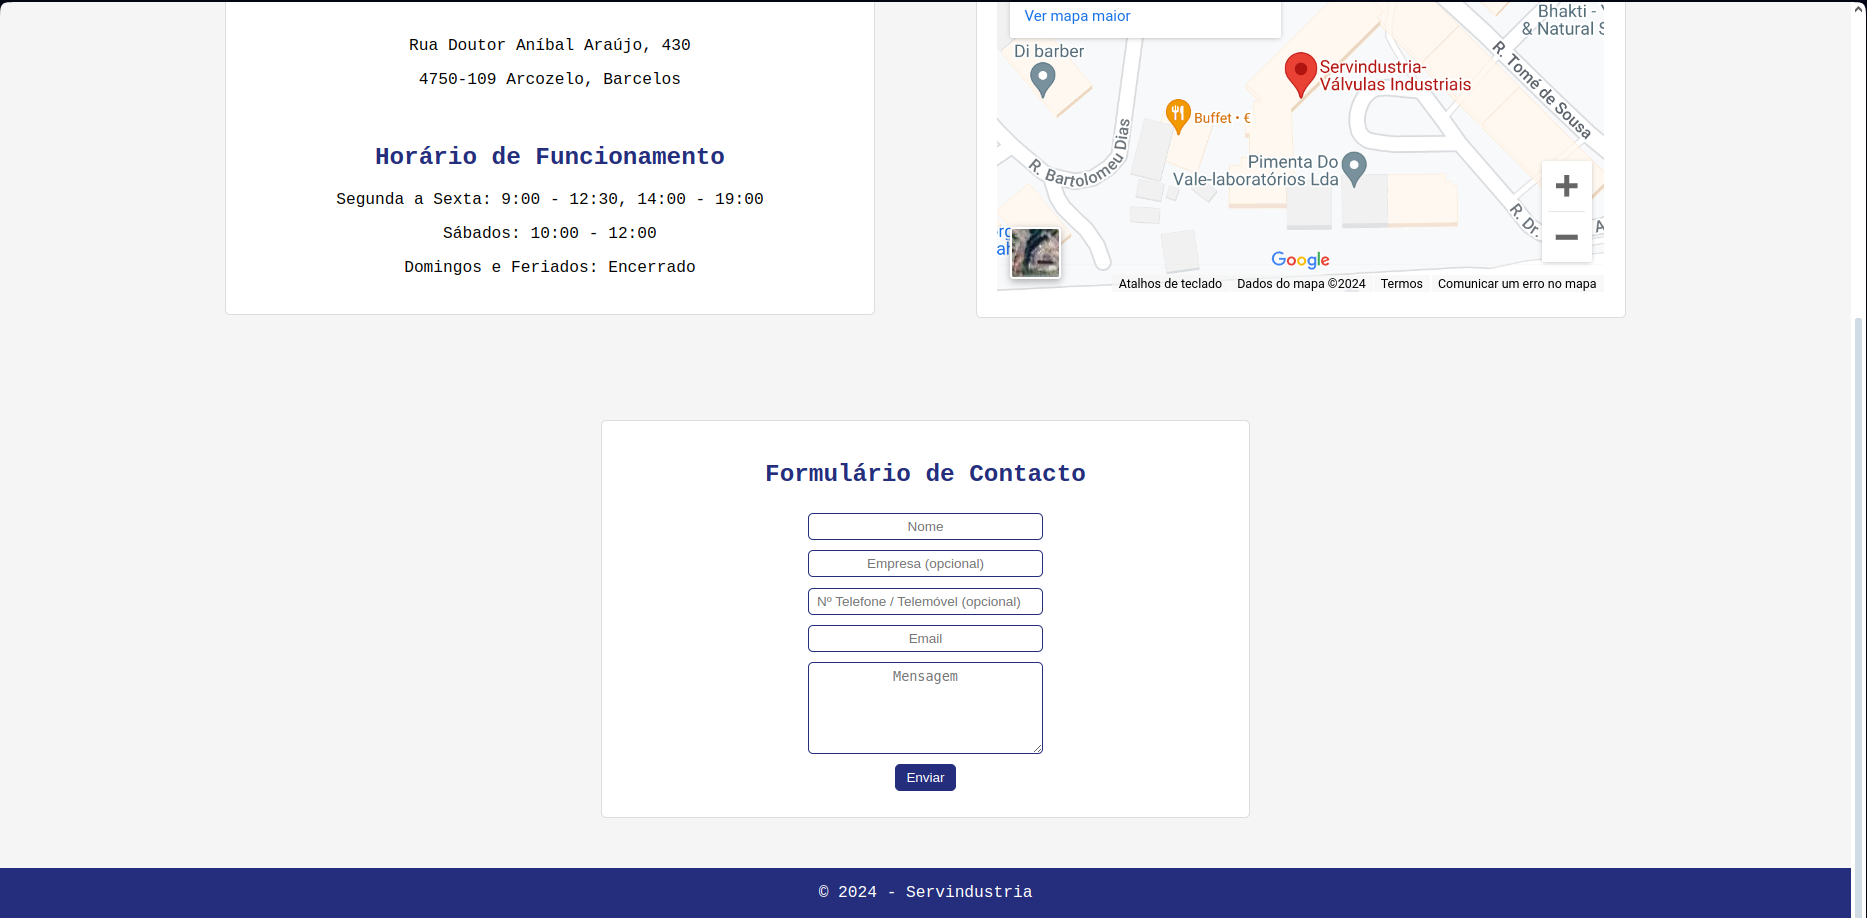 Rua Doutor Aníbal Araújo, 430
4750-109 Arcozelo, Barcelos
Horário de Funcionamento
Segunda a Sexta: 9:00 - 12:30, 14:00 - 19:00
Sábados: 10:00 - 12:00
Domingos e Feriados: Encerrado
Ver mapa maior
Bhakti -
& Natural
Di barber
Servindustria-
Válvulas Industriais
R. Tomé de Sousa
Buffet • €
R. Bartolomeu Dias
Pimenta Do
Vale-laboratórios Lda
R. Dr.
Google
Atalhos de teclado Dados do mapa ©2024 Termos Comunicar um erro no mapa
Formulário de Contacto
Nome
Empresa (opcional)
Nº Telefone / Telemóvel (opcional)
Email
Mensagem
Enviar
© 2024 - Servindustria